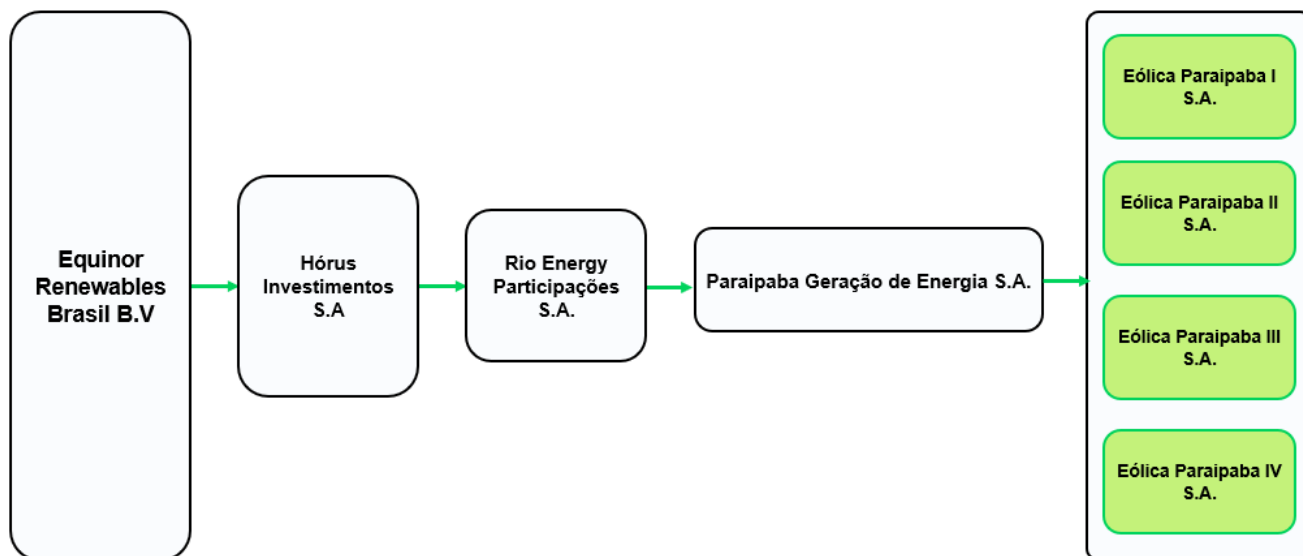 Equinor
Renewables
Brasil B.V
Hórus
Investimentos
S.A
Rio Energy
Participações
S.A.
Paraipaba Geração de Energia S.A.
Eólica Paraipaba I
S.A.
Eólica Paraipaba II
S.A.
Eólica Paraipaba III
S.A.
Eólica Paraipaba IV
S.A.